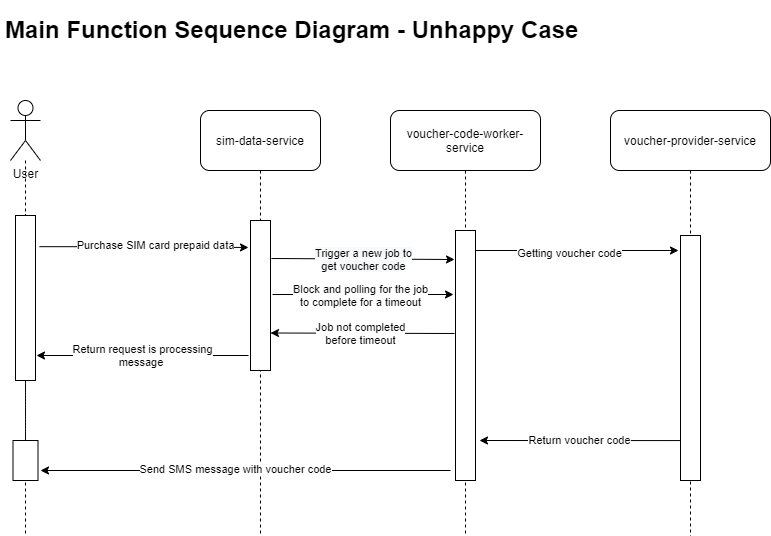 Main Function Sequence Diagram - Unhappy Case
User
sim-data-service
voucher-code-worker-
service
voucher-provider-service
Purchase SIM card prepaid data
Trigger a new job to
get voucher code
Getting voucher code
Block and polling for the job
to complete for a timeout
Job not completed
before timeout
Return request is processing
message
Return voucher code
Send SMS message with voucher code